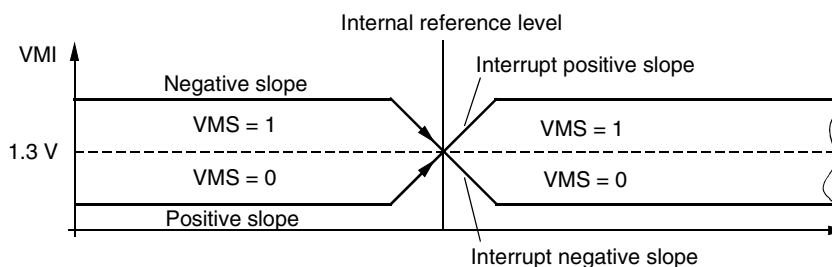 Internal reference level
VMI
Negative slope
Interrupt positive slope
VMS = 1
VMS = 1
1.3 V
VMS = 0
VMS = 0
Positive slope
Interrupt negative slope